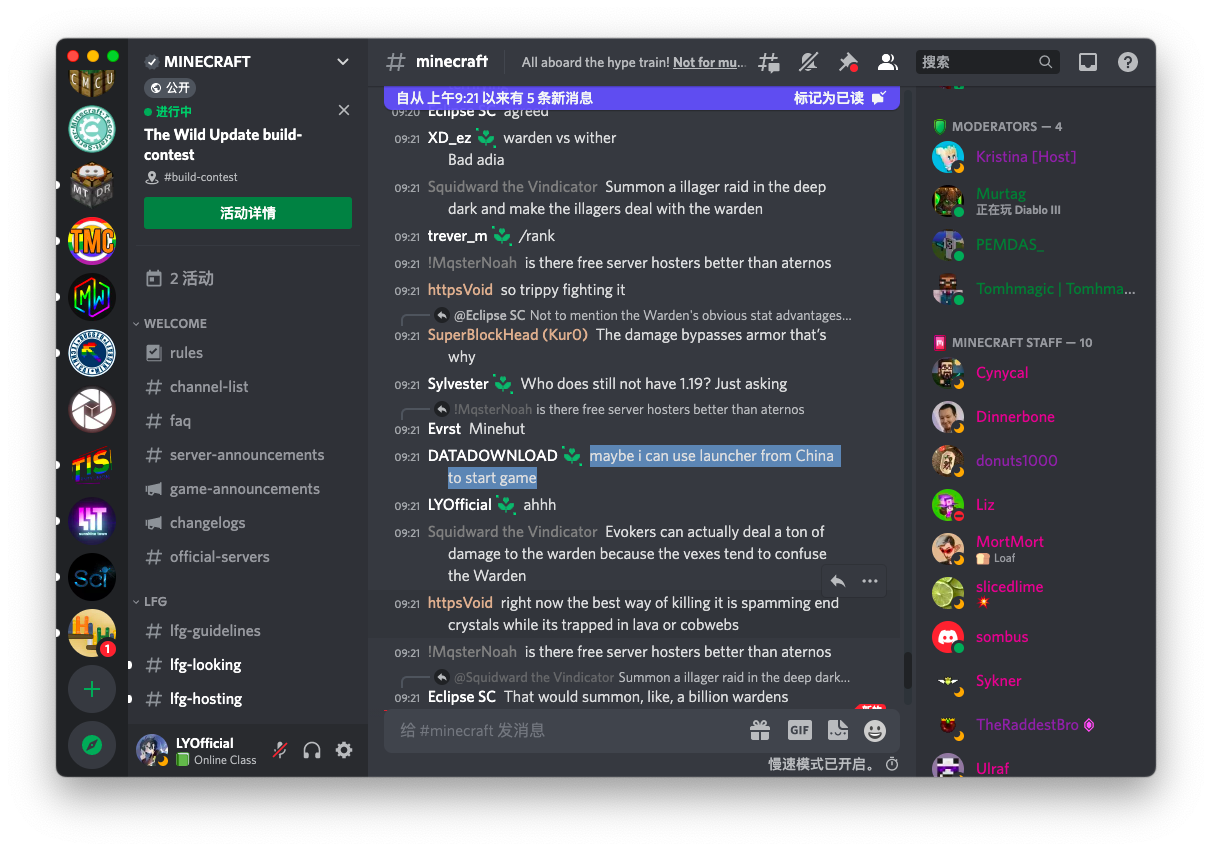 CMCU
TMC
MT DR
TIS
Sci
1
MINECRAFT
公开
进行中
The Wild Update build-
contest
#build-contest
活动详情
2 活动
WELCOME
rules
channel-list
faq
server-announcements
game-announcements
changelogs
official-servers
LFG
lfg-guidelines
lfg-looking
lfg-hosting
LYOfficial
Online Class
minecraft
All aboard the hype train! Not for mu...
搜索
自从 上午9:21 以来有 5 条新消息
标记为已读
09:20 Eclipse SC agreed
09:21 XD_ez warden vs wither
Bad adia
09:21 Squidward the Vindicator Summon a illager raid in the deep
dark and make the illagers deal with the warden
09:21 trever_m /rank
09:21 !MqsterNoah is there free server hosters better than aternos
09:21 httpsVoid so trippy fighting it
@Eclipse SC Not to mention the Warden's obvious stat advantages...
09:21 SuperBlockHead (Kur0) The damage bypasses armor that's
why
09:21 Sylvester Who does still not have 1.19? Just asking
!MqsterNoah is there free server hosters better than aternos
09:21 Evrst Minehut
09:21 DATADOWNLOAD maybe i can use launcher from China
to start game
09:21 LYOfficial ahhh
09:21 Squidward the Vindicator Evokers can actually deal a ton of
damage to the warden because the vexes tend to confuse
the Warden
09:21 httpsVoid right now the best way of killing it is spamming end
crystals while its trapped in lava or cobwebs
09:21 !MqsterNoah is there free server hosters better than aternos
@Squidward the Vindicator Summon a illager raid in the deep dark...
09:21 Eclipse SC That would summon, like, a billion wardens
给 #minecraft 发消息
GIF
慢速模式已开启。
MODERATORS — 4
Kristina [Host]
Murtag
正在玩 Diablo III
PEMDAS_
Tomhmagic | Tomhma...
MINECRAFT STAFF — 10
Cynycal
Dinnerbone
donuts1000
Liz
MortMort
Loaf
slicedlime
sombus
Sykner
TheRaddestBro
Ulraf